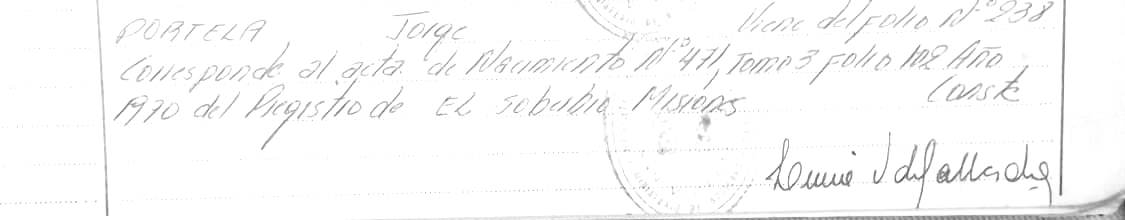 PORTELA Jorge Viene del Folio Nº 238
Corresponde al acta de Nacimiento Nº 471, Tomo 3 Folio 102 Año
1970 del Registro de EL Soberbio Misiones Conste